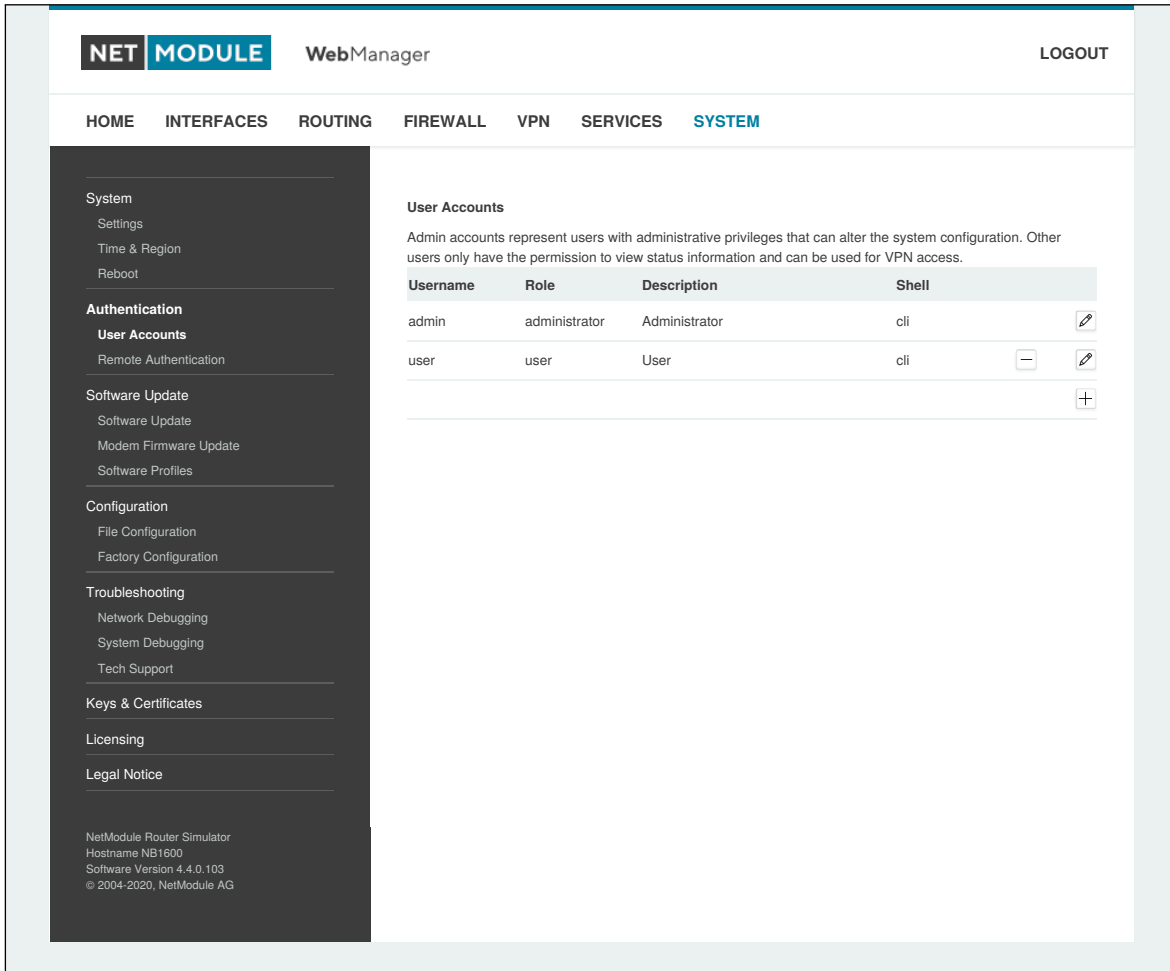 NET MODULE WebManager LOGOUT
HOME INTERFACES ROUTING FIREWALL VPN SERVICES SYSTEM
System
Settings
Time & Region
Reboot
Authentication
User Accounts
Remote Authentication
Software Update
Software Update
Modem Firmware Update
Software Profiles
Configuration
File Configuration
Factory Configuration
Troubleshooting
Network Debugging
System Debugging
Tech Support
Keys & Certificates
Licensing
Legal Notice
NetModule Router Simulator
Hostname NB1600
Software Version 4.4.0.103
© 2004-2020, NetModule AG
User Accounts
Admin accounts represent users with administrative privileges that can alter the system configuration. Other
users only have the permission to view status information and can be used for VPN access.
Username Role Description Shell
admin administrator Administrator cli
user user User cli